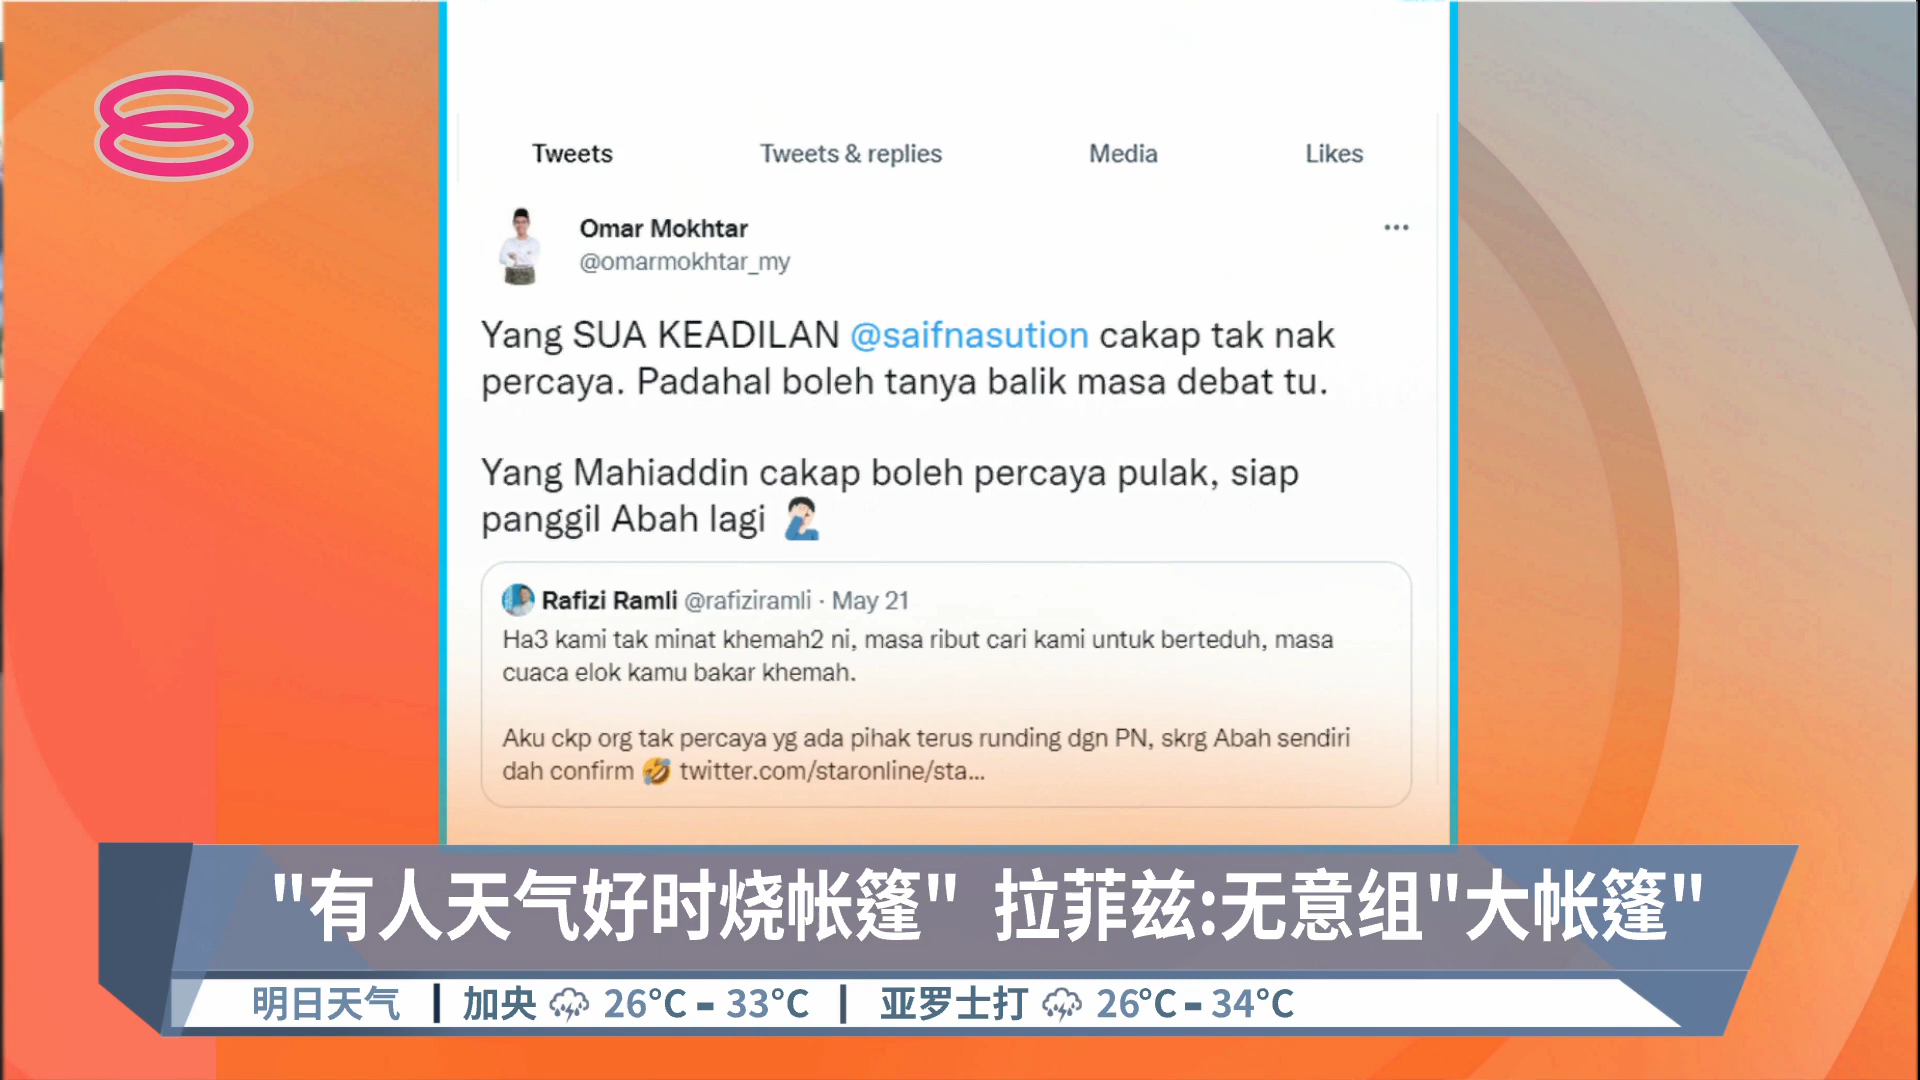 Tweets Tweets & replies Media Likes
Omar Mokhtar
@omarmokhtar_my
Yang SUA KEADILAN @saifnasution cakap tak nak
percaya. Padahal boleh tanya balik masa debat tu.
Yang Mahiaddin cakap boleh percaya pulak, siap
panggil Abah lagi 🤦🏻‍♂️
Rafizi Ramli @rafiziramli · May 21
Ha3 kami tak minat khemah2 ni, masa ribut cari kami untuk berteduh, masa
cuaca elok kamu bakar khemah.
Aku ckp org tak percaya yg ada pihak terus runding dgn PN, skrg Abah sendiri
dah confirm 🤣 twitter.com/staronline/sta...
"有人天气好时烧帐篷" 拉菲兹:无意组"大帐篷"
明日天气 | 加央 26°C - 33°C | 亚罗士打 26°C - 34°C